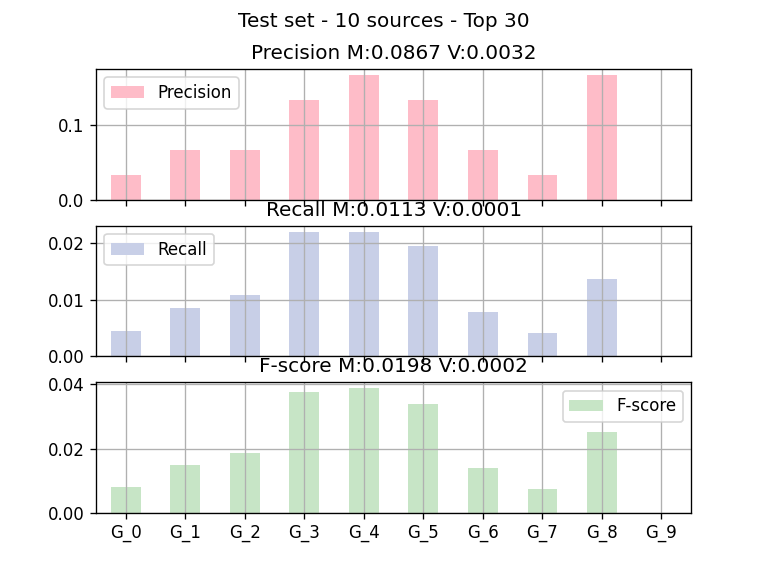 Test set - 10 sources - Top 30
Precision M:0.0867 V:0.0032
Precision
0.1
0.0
Recall M:0.0113 V:0.0001
Recall
0.02
0.01
0.00
F-score M:0.0198 V:0.0002
F-score
0.04
0.02
0.00
G_0 G_1 G_2 G_3 G_4 G_5 G_6 G_7 G_8 G_9